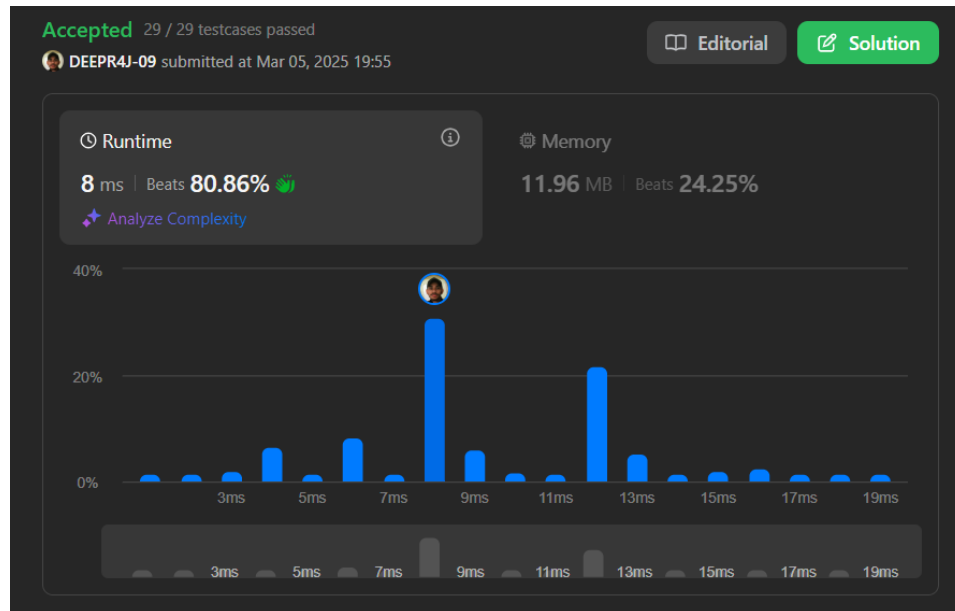 Accepted 29 / 29 testcases passed
Editorial
Solution
DEEPR4J-09 submitted at Mar 05, 2025 19:55
Runtime
8 ms | Beats 80.86%
Analyze Complexity
Memory
11.96 MB | Beats 24.25%
40%
20%
0%
3ms 5ms 7ms 9ms 11ms 13ms 15ms 17ms 19ms
3ms 5ms 7ms 9ms 11ms 13ms 15ms 17ms 19ms